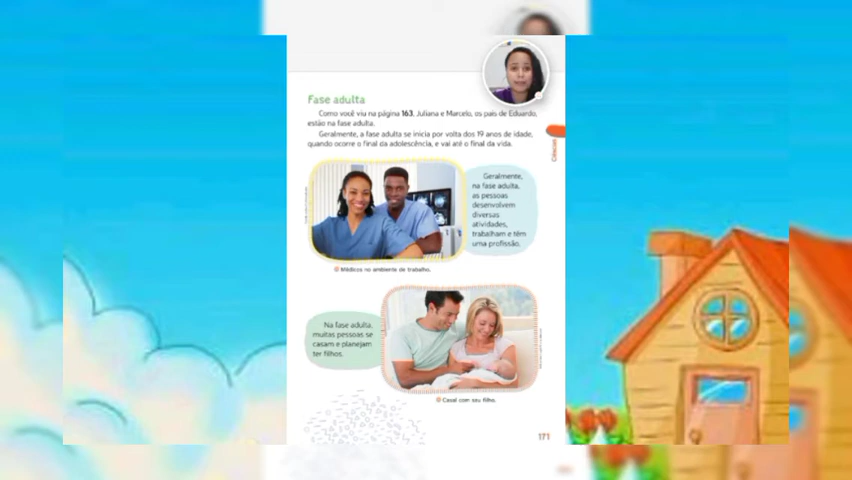 Fase adulta
Como você viu na página 163, Juliana e Marcelo, os pais de Eduardo,
estão na fase adulta.
Geralmente, a fase adulta se inicia por volta dos 19 anos de idade,
quando ocorre o final da adolescência, e vai até o final da vida.
Ciências
Geralmente,
na fase adulta,
as pessoas
desenvolvem
diversas
atividades,
trabalham e têm
uma profissão.
Médicos no ambiente de trabalho.
Na fase adulta,
muitas pessoas se
casam e planejam
ter filhos.
Casal com seu filho.
171